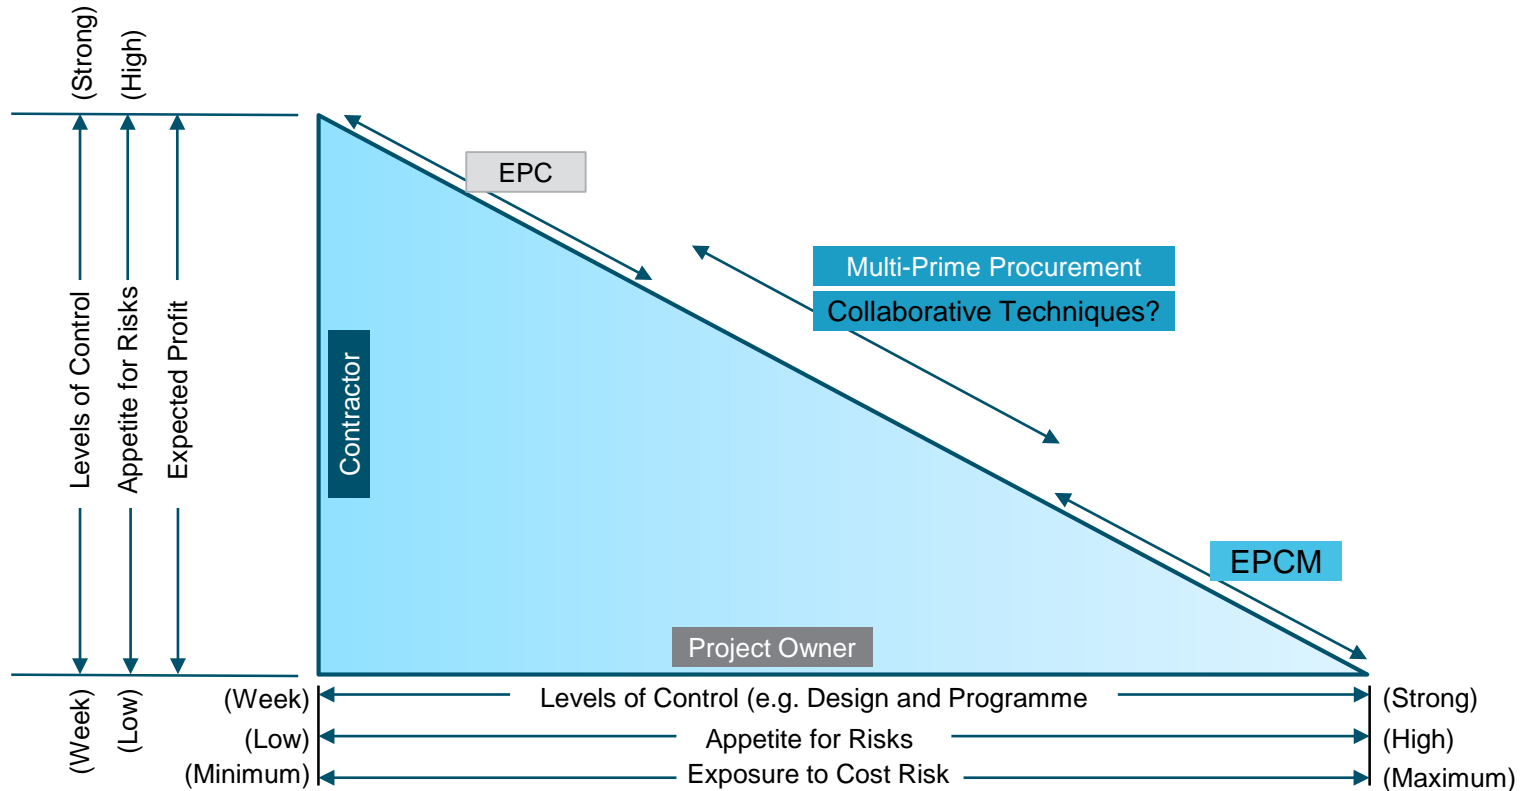 (Strong)
(High)
Levels of Control
Appetite for Risks
Expected Profit
(Week)
(Low)
EPC
Multi-Prime Procurement
Collaborative Techniques?
Contractor
EPCM
Project Owner
(Week)
Levels of Control (e.g. Design and Programme
(Strong)
(Low)
Appetite for Risks
(High)
(Minimum)
Exposure to Cost Risk
(Maximum)